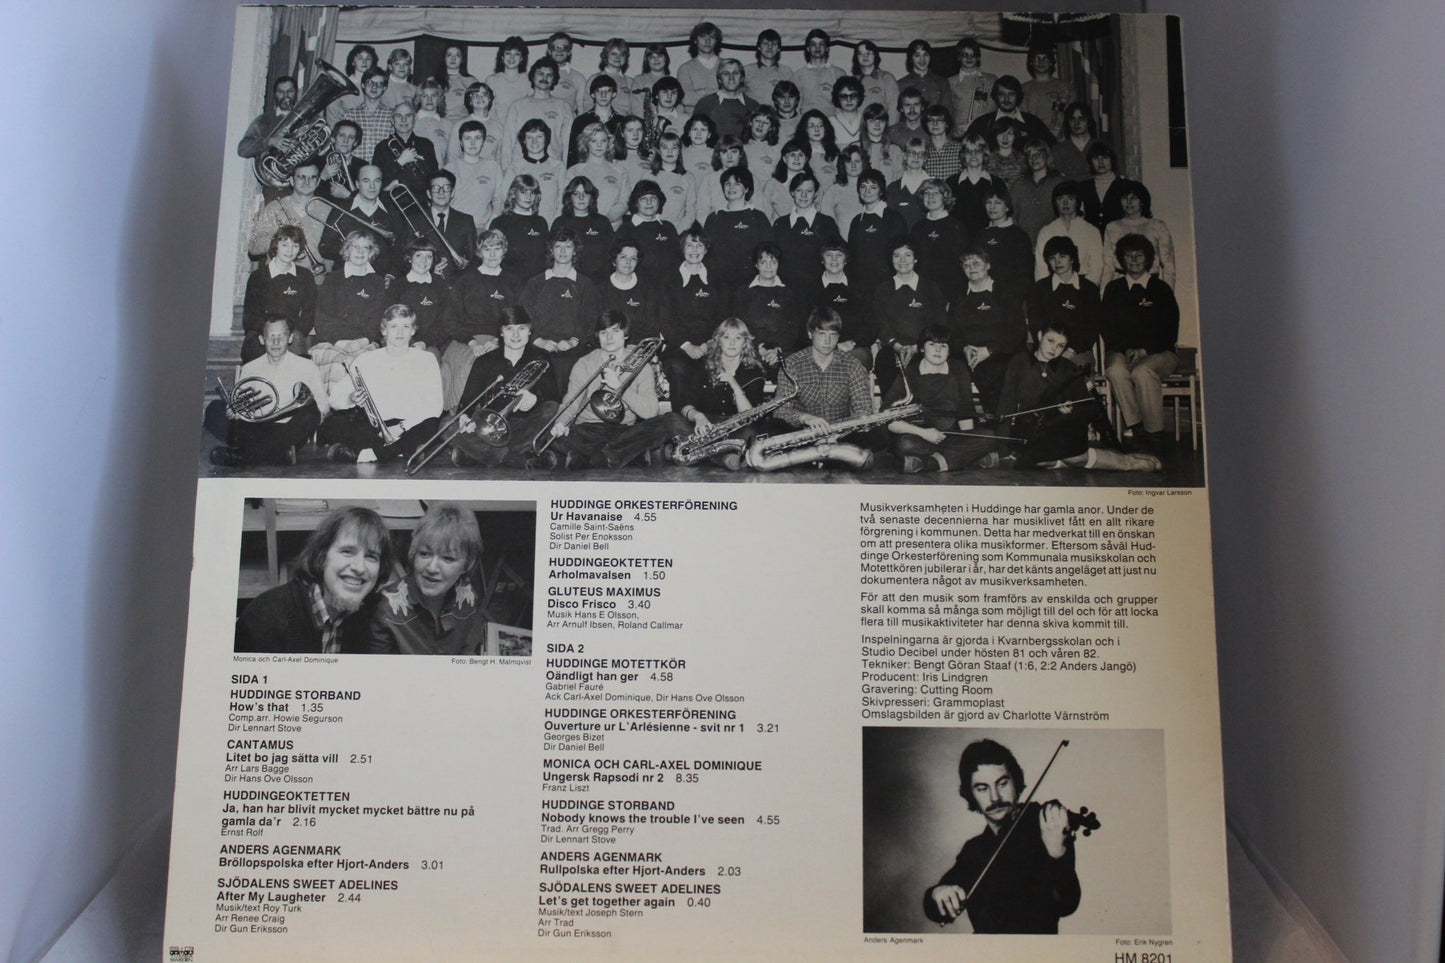 Foto: Ingvar Larsson
Monica och Carl-Axel Dominique
Foto: Bengt H. Malmqvist
SIDA 1
HUDDINGE STORBAND
How's that 1.35
Comp.arr. Howie Segurson
Dir Lennart Stove
CANTAMUS
Litet bo jag sätta vill 2.51
Arr Lars Bagge
Dir Hans Ove Olsson
HUDDINGEOKTETTEN
Ja, han har blivit mycket mycket bättre nu på
gamla da'r 2.16
Ernst Rolf
ANDERS AGENMARK
Bröllopspolska efter Hjort-Anders 3.01
SJÖDALENS SWEET ADELINES
After My Laugheter 2.44
Musik/text Roy Turk
Arr Renee Craig
Dir Gun Eriksson
HUDDINGE ORKESTERFÖRENING
Ur Havanaise 4.55
Camille Saint-Saëns
Solist Per Enoksson
Dir Daniel Bell
HUDDINGEOKTETTEN
Arholmavalsen 1.50
GLUTEUS MAXIMUS
Disco Frisco 3.40
Musik Hans E Olsson,
Arr Arnulf Ibsen, Roland Callmar
SIDA 2
HUDDINGE MOTETTKÖR
Oändligt han ger 4.58
Gabriel Fauré
Ack Carl-Axel Dominique, Dir Hans Ove Olsson
HUDDINGE ORKESTERFÖRENING
Ouverture ur L'Arlésienne - svit nr 1 3.21
Georges Bizet
Dir Daniel Bell
MONICA OCH CARL-AXEL DOMINIQUE
Ungersk Rapsodi nr 2 8.35
Franz Liszt
HUDDINGE STORBAND
Nobody knows the trouble I've seen 4.55
Trad. Arr Gregg Perry
Dir Lennart Stove
ANDERS AGENMARK
Rullpolska efter Hjort-Anders 2.03
SJÖDALENS SWEET ADELINES
Let's get together again 0.40
Musik/text Joseph Stern
Arr Trad
Dir Gun Eriksson
Musikverksamheten i Huddinge har gamla anor. Under de
två senaste decennierna har musiklivet fått en allt rikare
förgrening i kommunen. Detta har medverkat till en önskan
om att presentera olika musikformer. Eftersom såväl Hud-
dinge Orkesterförening som Kommunala musikskolan och
Motettkören jubilerar i år, har det känts angeläget att just nu
dokumentera något av musikverksamheten.
För att den musik som framförs av enskilda och grupper
skall komma så många som möjligt till del och för att locka
flera till musikaktiviteter har denna skiva kommit till.
Inspelningarna är gjorda i Kvarnbergsskolan och i
Studio Decibel under hösten 81 och våren 82.
Tekniker: Bengt Göran Staaf (1:6, 2:2 Anders Jangö)
Producent: Iris Lindgren
Gravering: Cutting Room
Skivpresseri: Grammoplast
Omslagsbilden är gjord av Charlotte Värnström
Anders Agenmark
Foto: Erik Nygren
HM 8201